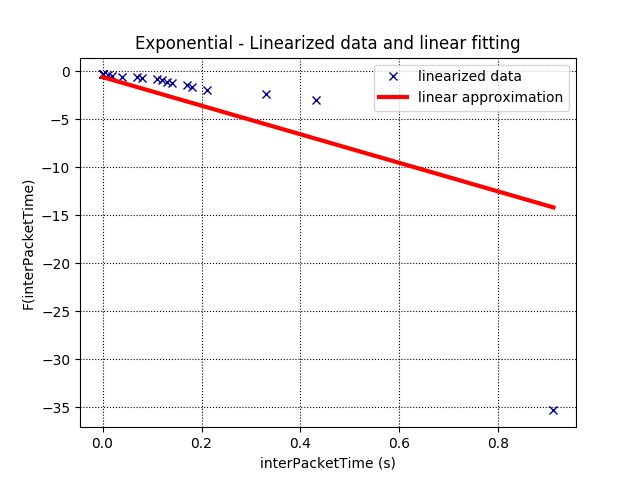 Exponential - Linearized data and linear fitting
linearized data
linear approximation
0
−5
−10
−15
−20
−25
−30
−35
F(interPacketTime)
0.0 0.2 0.4 0.6 0.8
interPacketTime (s)